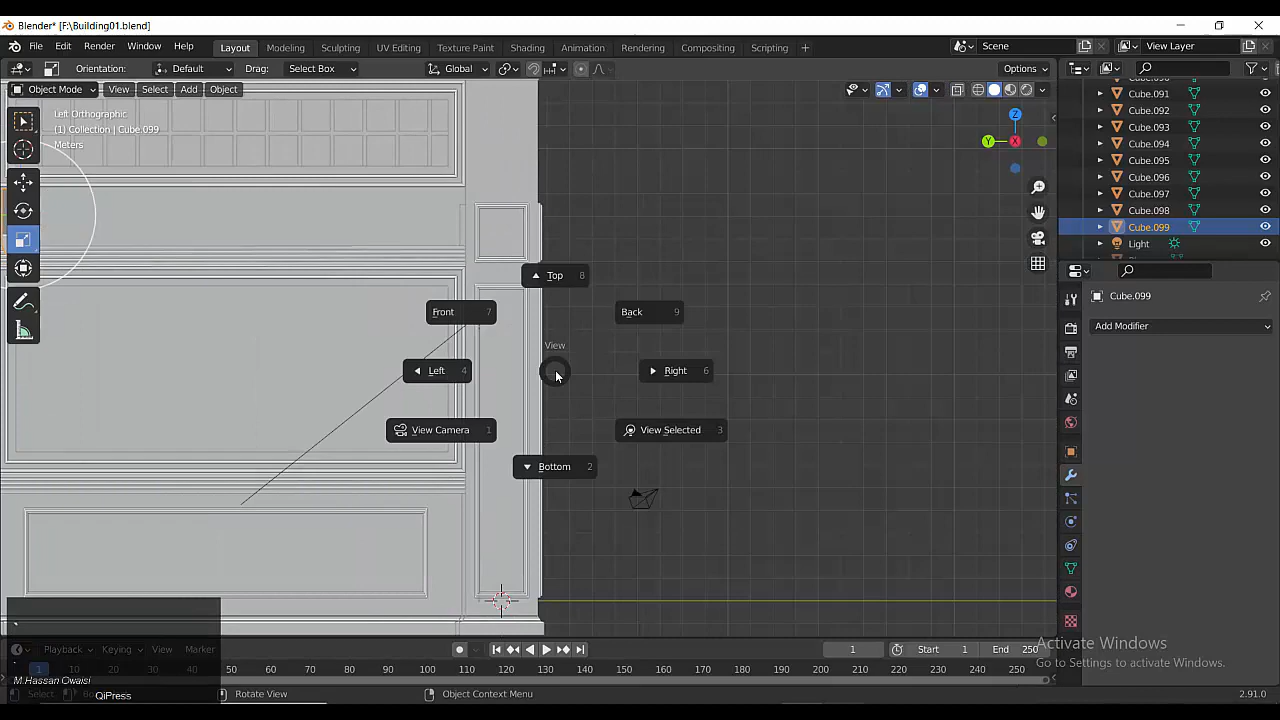 Blender* [F:\Building01.blend]
File Edit Render Window Help Layout Modeling Sculpting UV Editing Texture Paint Shading Animation Rendering Compositing Scripting + Scene View Layer
Orientation: Default Drag: Select Box Global Options
Object Mode View Select Add Object
Left Orthographic
(1) Collection | Cube.099
Meters
Z
Y
X
Cube.091
Cube.092
Cube.093
Cube.094
Cube.095
Cube.096
Cube.097
Cube.098
Cube.099
Light
Top 8
Front 7
Back 9
View
Left 4
Right 6
View Camera 1
View Selected 3
Bottom 2
Cube.099
Add Modifier
Playback Keying View Marker 1 Start 1 End 250
1 10 20 30 40 50 60 70 80 90 100 110 120 130 140 150 160 170 180 190 200 210 220 230 240 250
M.Hassan Owaisi
QiPress
Select Rotate View Object Context Menu 2.91.0
Activate Windows
Go to Settings to activate Windows.